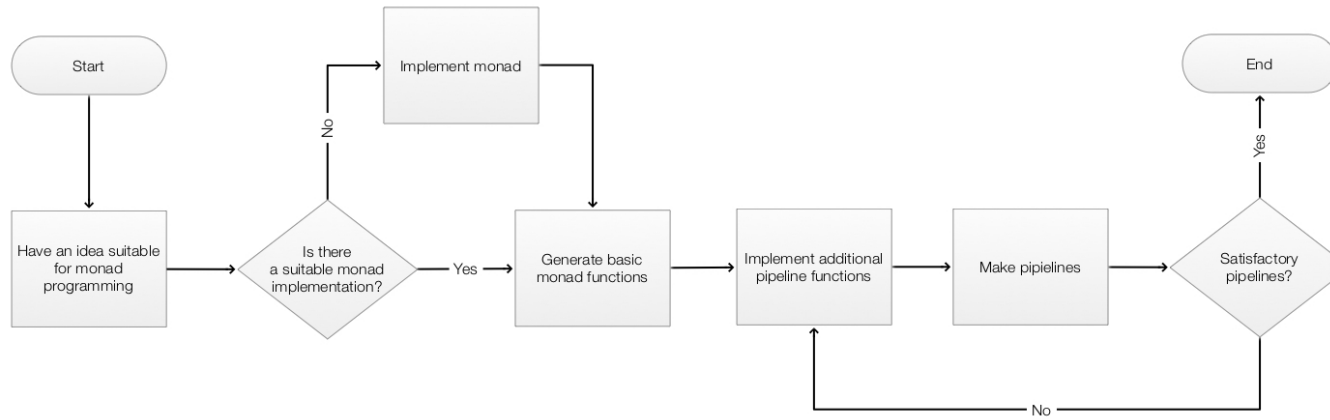 Start
Have an idea suitable
for monad
programming
Is there
a suitable monad
implementation?
No
Implement monad
Yes
Generate basic
monad functions
Implement additional
pipeline functions
Make pipielines
Satisfactory
pipelines?
Yes
End
No